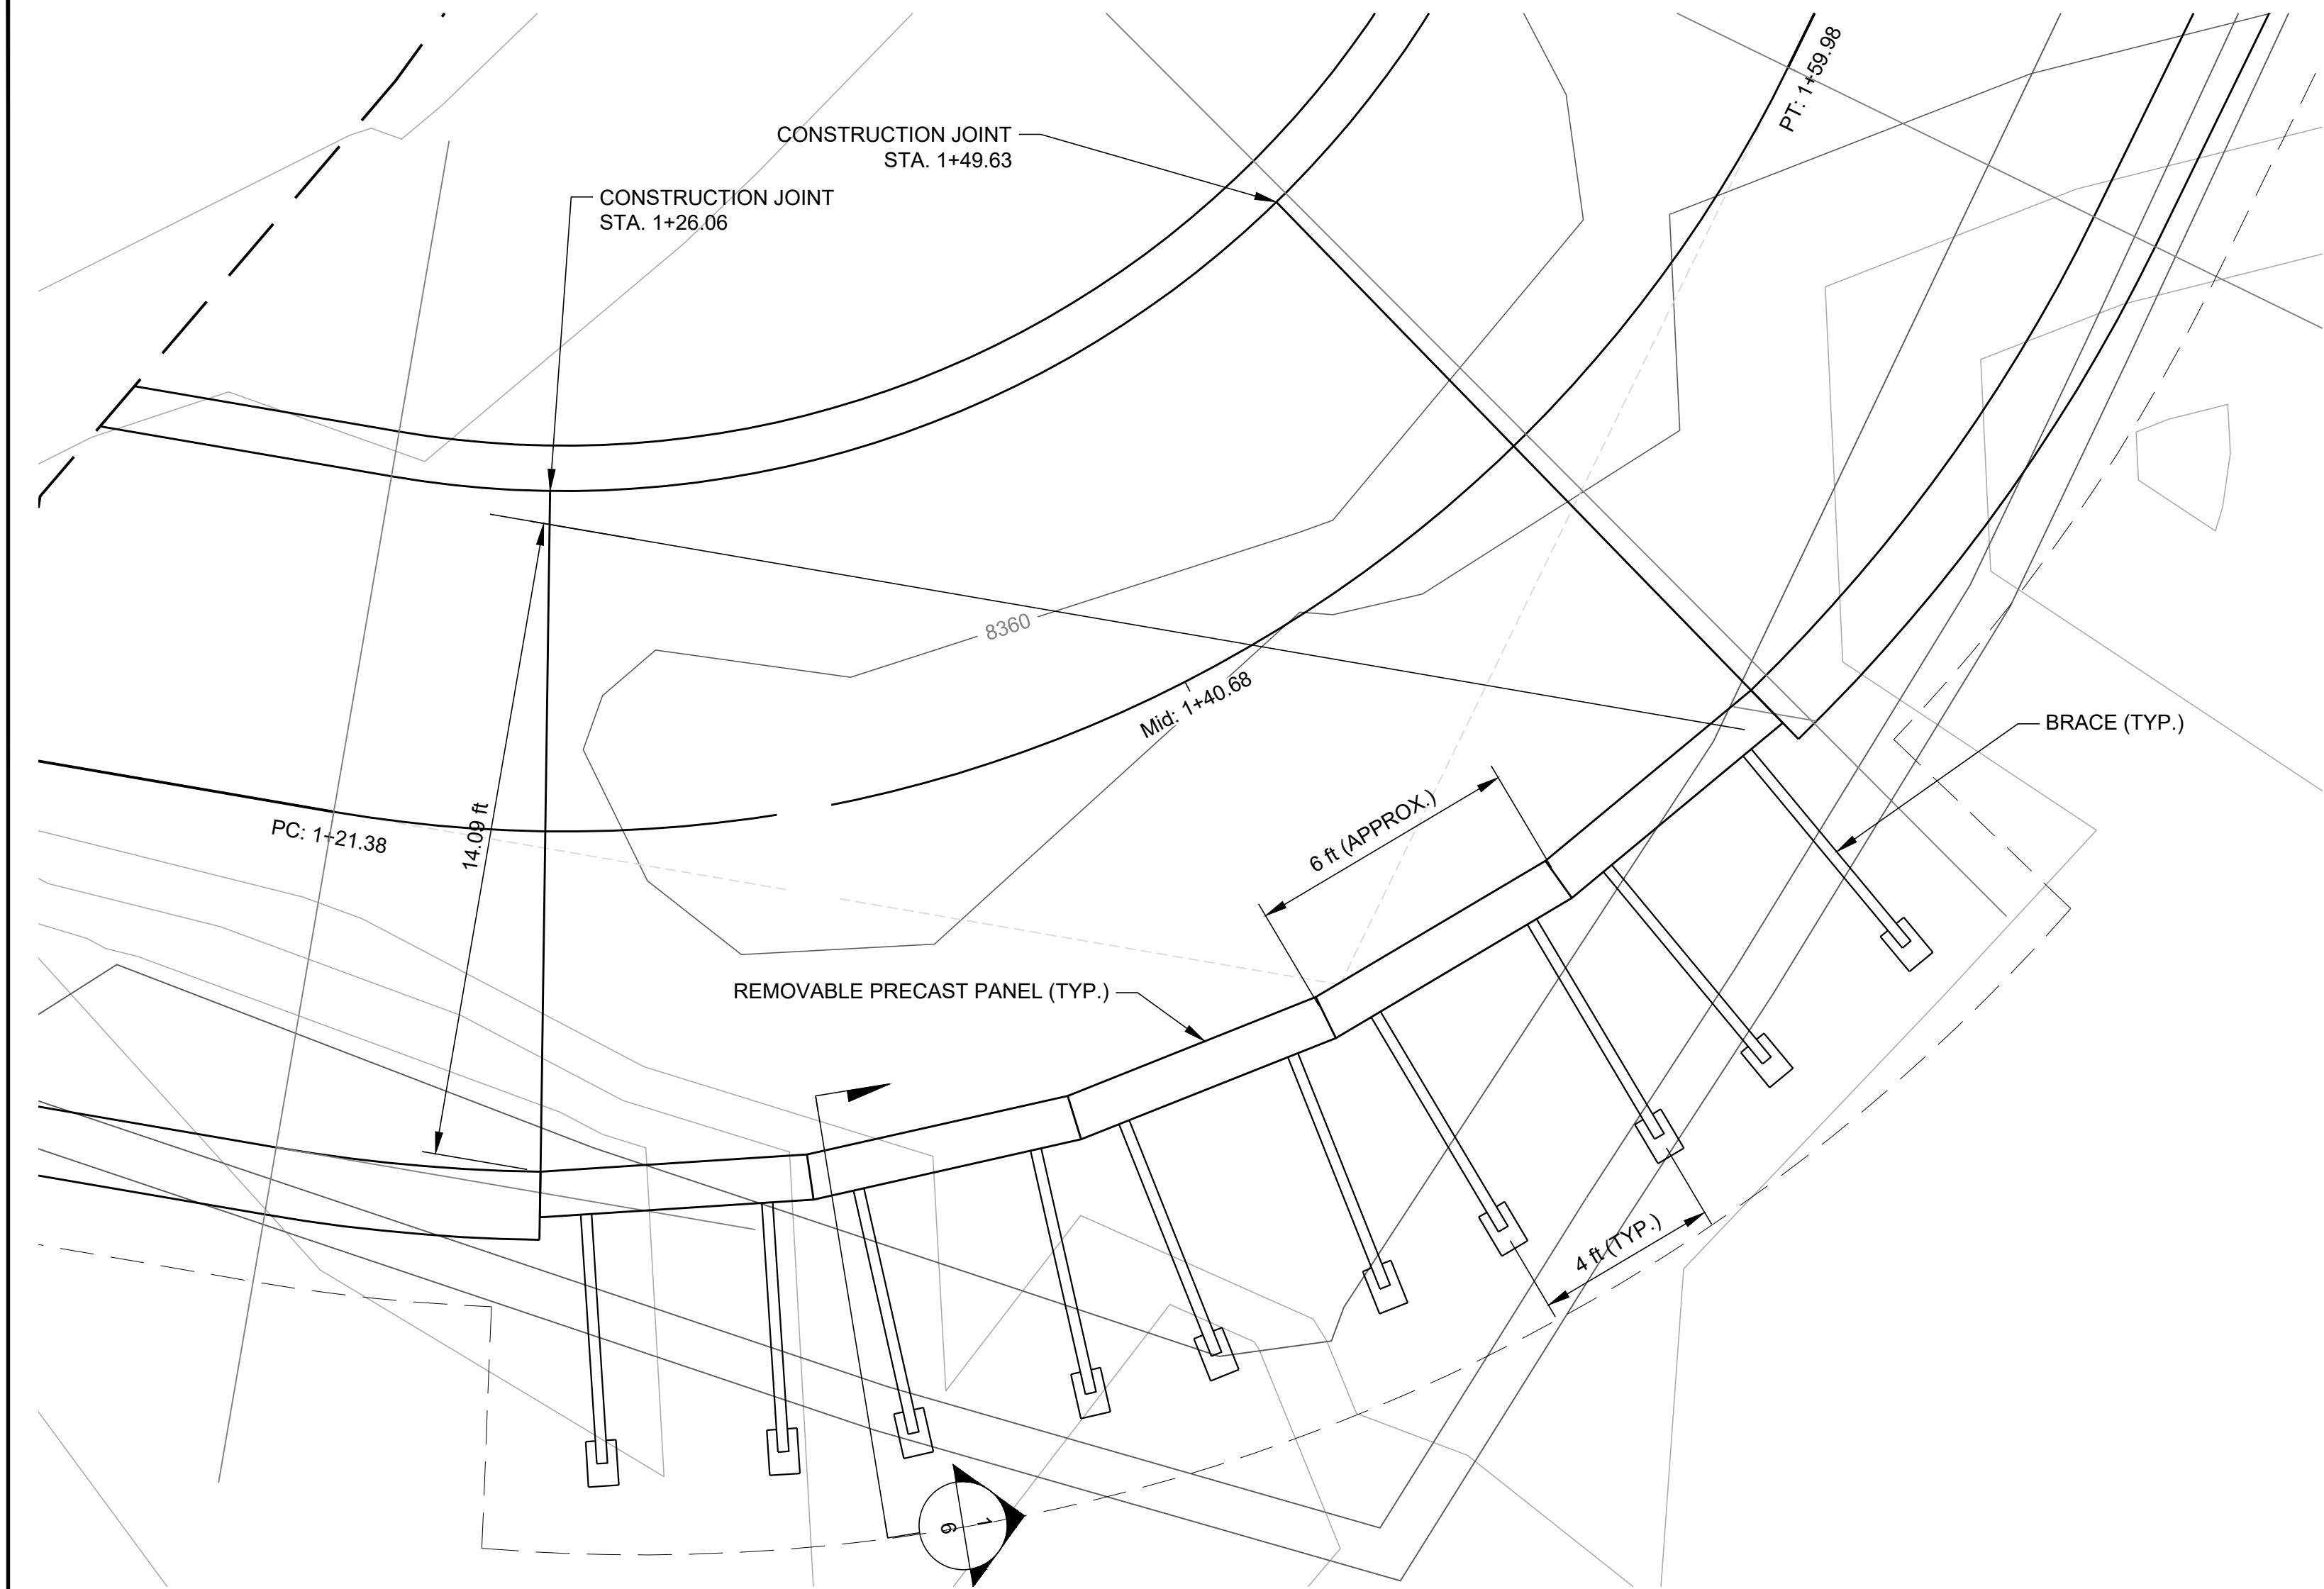 PT: 1+59.98
CONSTRUCTION JOINT
STA. 1+49.63
CONSTRUCTION JOINT
STA. 1+26.06
8360
Mid: 1+40.68
BRACE (TYP.)
PC: 1+21.38
14.09 ft
6 ft (APPROX.)
REMOVABLE PRECAST PANEL (TYP.)
4 ft (TYP.)
1
6